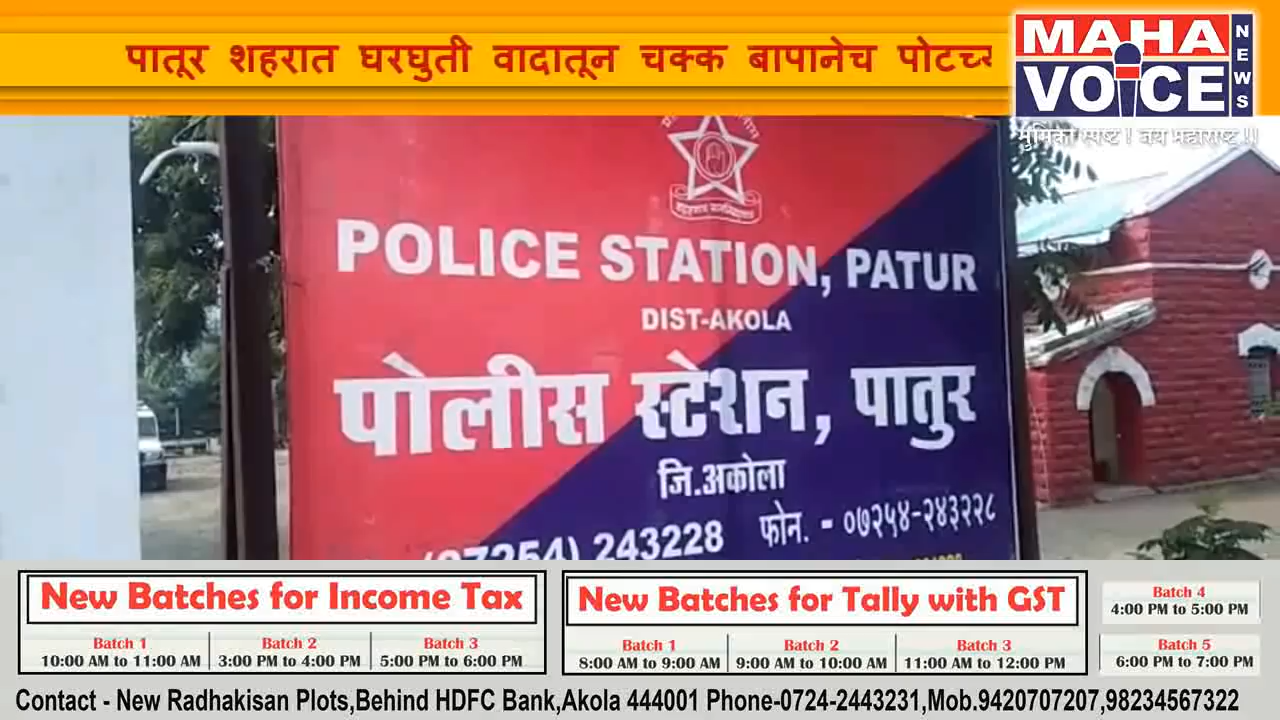 पातूर शहरात घरघुती वादातून चक्क बापानेच
MAHA
VOICE
NEWS
भूमिका स्पष्ट ! जय महाराष्ट्र !!
POLICE STATION, PATUR
DIST-AKOLA
पोलीस स्टेशन, पातुर
जि.अकोला
(07254) 243228 फोन. - ०७२५४-२४३२२८
New Batches for Income Tax
Batch 1 Batch 2 Batch 3
10:00 AM to 11:00 AM 3:00 PM to 4:00 PM 5:00 PM to 6:00 PM
New Batches for Tally with GST
Batch 1 Batch 2 Batch 3
8:00 AM to 9:00 AM 9:00 AM to 10:00 AM 11:00 AM to 12:00 PM
Batch 4
4:00 PM to 5:00 PM
Batch 5
6:00 PM to 7:00 PM
Contact - New Radhakisan Plots,Behind HDFC Bank,Akola 444001 Phone-0724-2443231,Mob.9420707207,98234567322